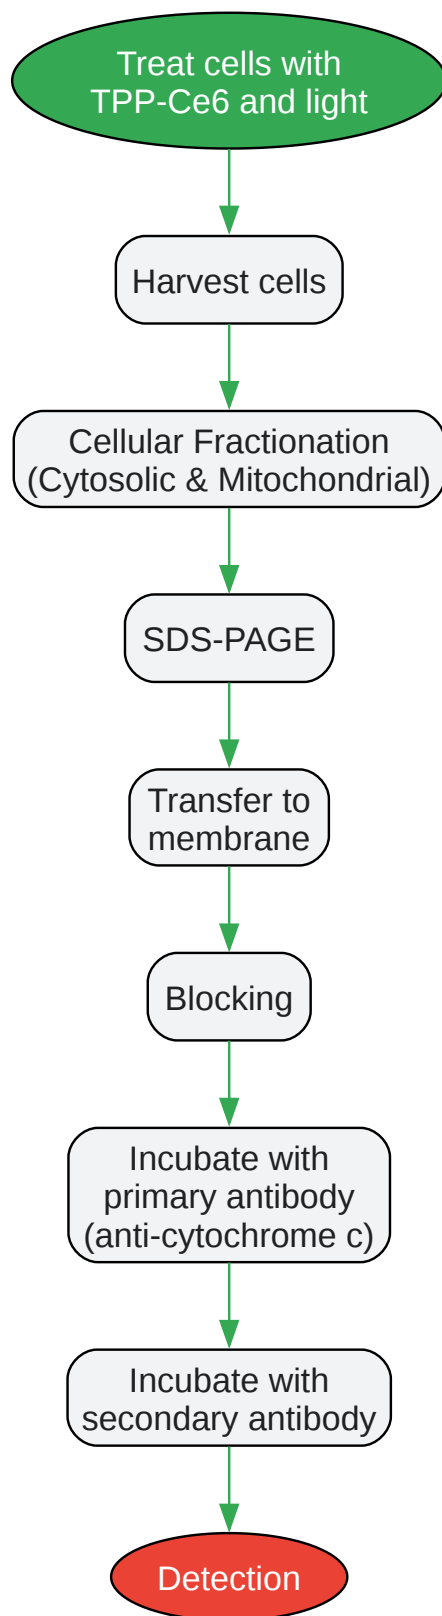 Treat cells with
TPP-Ce6 and light
Harvest cells
Cellular Fractionation
(Cytosolic & Mitochondrial)
SDS-PAGE
Transfer to
membrane
Blocking
Incubate with
primary antibody
(anti-cytochrome c)
Incubate with
secondary antibody
Detection